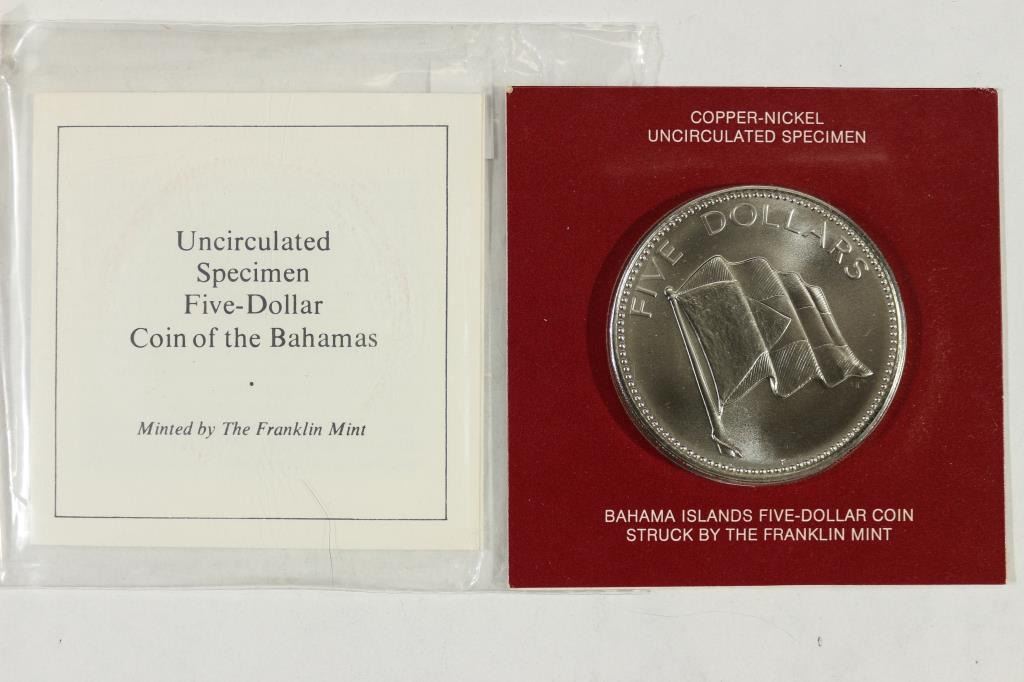 Uncirculated
Specimen
Five-Dollar
Coin of the Bahamas
•
Minted by The Franklin Mint
COPPER-NICKEL
UNCIRCULATED SPECIMEN
FIVE DOLLARS
BAHAMA ISLANDS FIVE-DOLLAR COIN
STRUCK BY THE FRANKLIN MINT